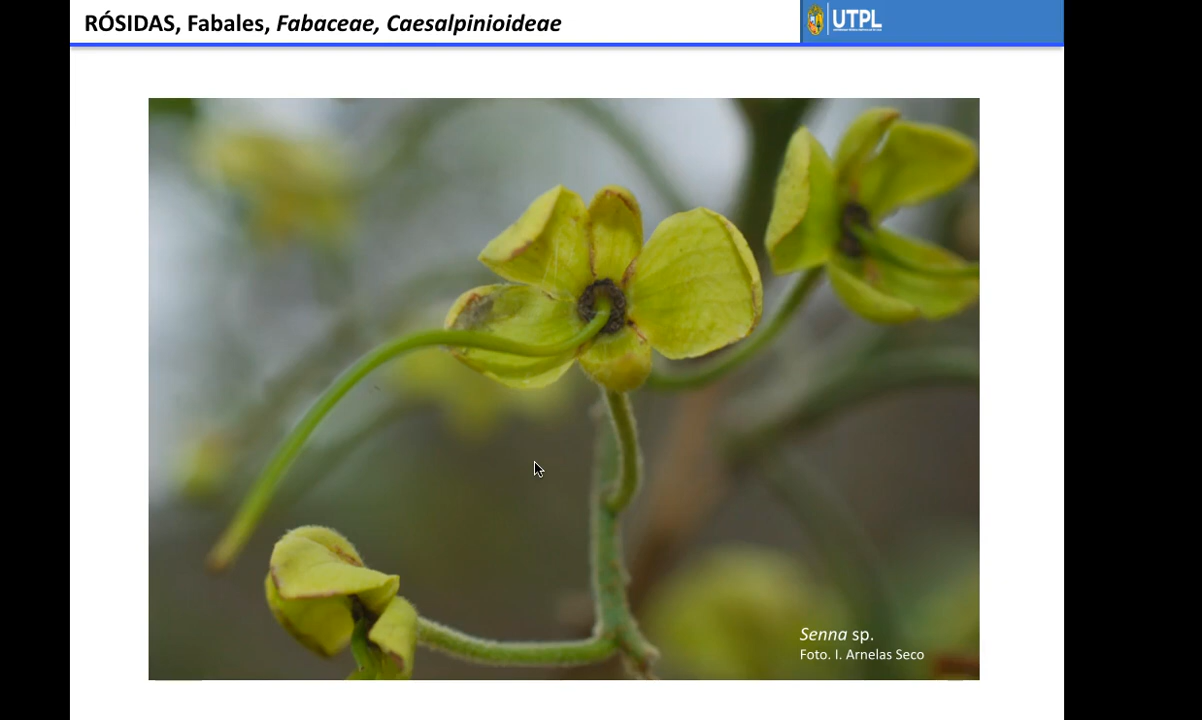 RÓSIDAS, Fabales, Fabaceae, Caesalpinioideae
UTPL
Senna sp.
Foto. I. Arnelas Seco